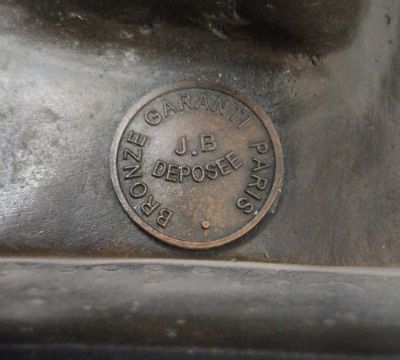 BRONZE GARANTI PARIS
J.B
DEPOSEE